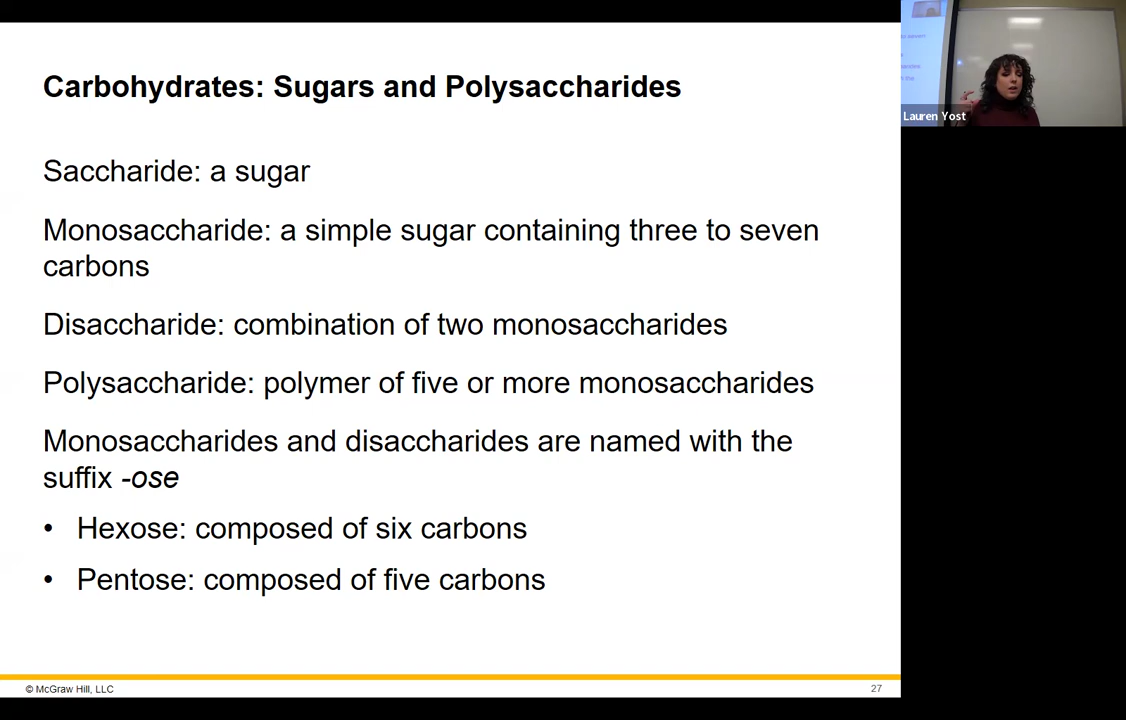 Carbohydrates: Sugars and Polysaccharides
Saccharide: a sugar
Monosaccharide: a simple sugar containing three to seven
carbons
Disaccharide: combination of two monosaccharides
Polysaccharide: polymer of five or more monosaccharides
Monosaccharides and disaccharides are named with the
suffix -ose
• Hexose: composed of six carbons
• Pentose: composed of five carbons
© McGraw Hill, LLC
27
Lauren Yost